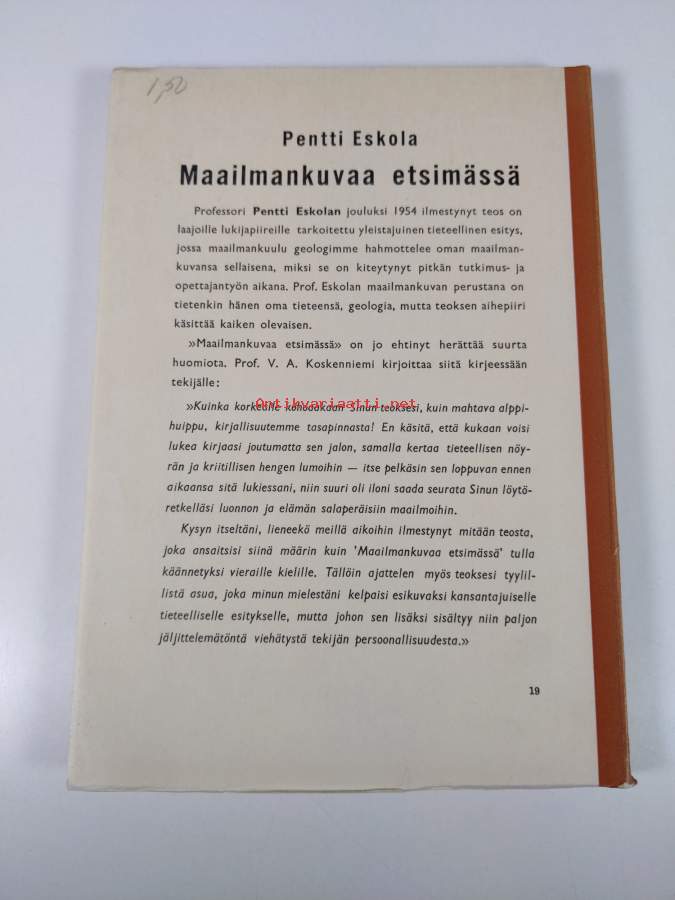 1,50
Pentti Eskola
Maailmankuvaa etsimässä
Professori Pentti Eskolan jouluksi 1954 ilmestynyt teos on
laajoille lukijapiireille tarkoitettu yleistajuinen tieteellinen esitys,
jossa maailmankuulu geologimme hahmottelee oman maailman-
kuvansa sellaisena, miksi se on kiteytynyt pitkän tutkimus- ja
opettajantyön aikana. Prof. Eskolan maailmankuvan perustana on
tietenkin hänen oma tieteensä, geologia, mutta teoksen aihepiiri
käsittää kaiken olevaisen.
»Maailmankuvaa etsimässä» on jo ehtinyt herättää suurta
huomiota. Prof. V. A. Koskenniemi kirjoittaa siitä kirjeessään
tekijälle:
»Kuinka korkealle kohoaakaan Sinun teoksesi, kuin mahtava alppi-
Antikvariaatti.net
huippu, kirjallisuutemme tasapinnasta! En käsitä, että kukaan voisi
lukea kirjaasi joutumatta sen jalon, samalla kertaa tieteellisen nöy-
rän ja kriitillisen hengen lumoihin — itse pelkäsin sen loppuvan ennen
aikaansa sitä lukiessani, niin suuri oli iloni saada seurata Sinun löytö-
retkelläsi luonnon ja elämän salaperäisiin maailmoihin.
Kysyn itseltäni, lieneekö meillä aikoihin ilmestynyt mitään teosta,
joka ansaitsisi siinä määrin kuin 'Maailmankuvaa etsimässä' tulla
käännetyksi vieraille kielille. Tällöin ajattelen myös teoksesi tyylil-
listä asua, joka minun mielestäni kelpaisi esikuvaksi kansantajuiselle
tieteelliselle esitykselle, mutta johon sen lisäksi sisältyy niin paljon
jäljittelemätöntä viehätystä tekijän persoonallisuudesta.»
19